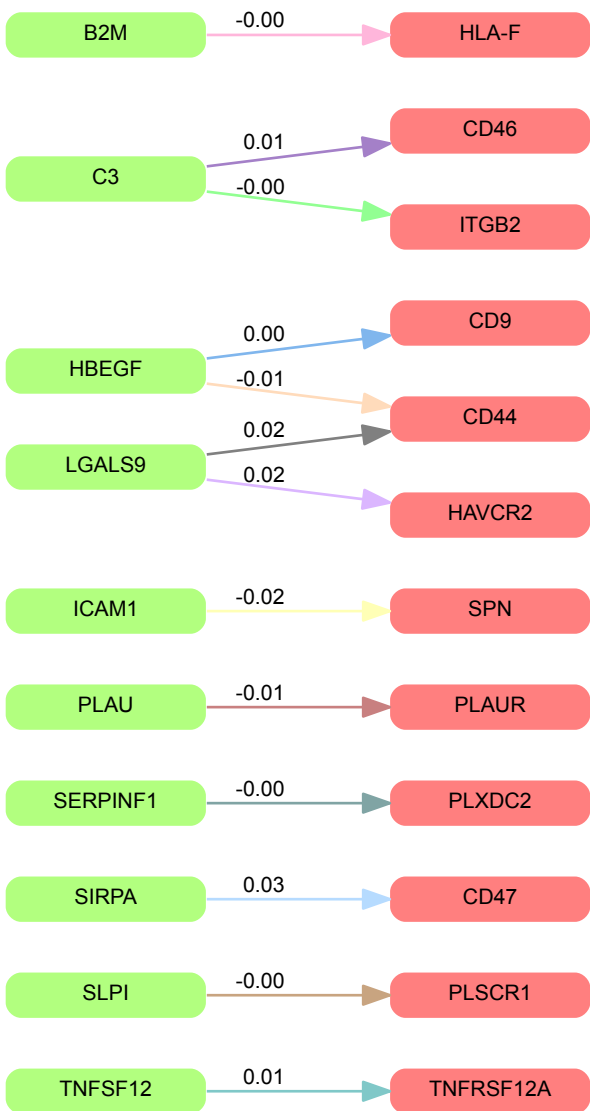 B2M -0.00 HLA-F
CD46
0.01
C3
-0.00
ITGB2
CD9
0.00
HBEGF
-0.01
CD44
0.02
LGALS9
0.02
HAVCR2
ICAM1 -0.02 SPN
PLAU -0.01 PLAUR
SERPINF1 -0.00 PLXDC2
SIRPA 0.03 CD47
SLPI -0.00 PLSCR1
TNFSF12 0.01 TNFRSF12A